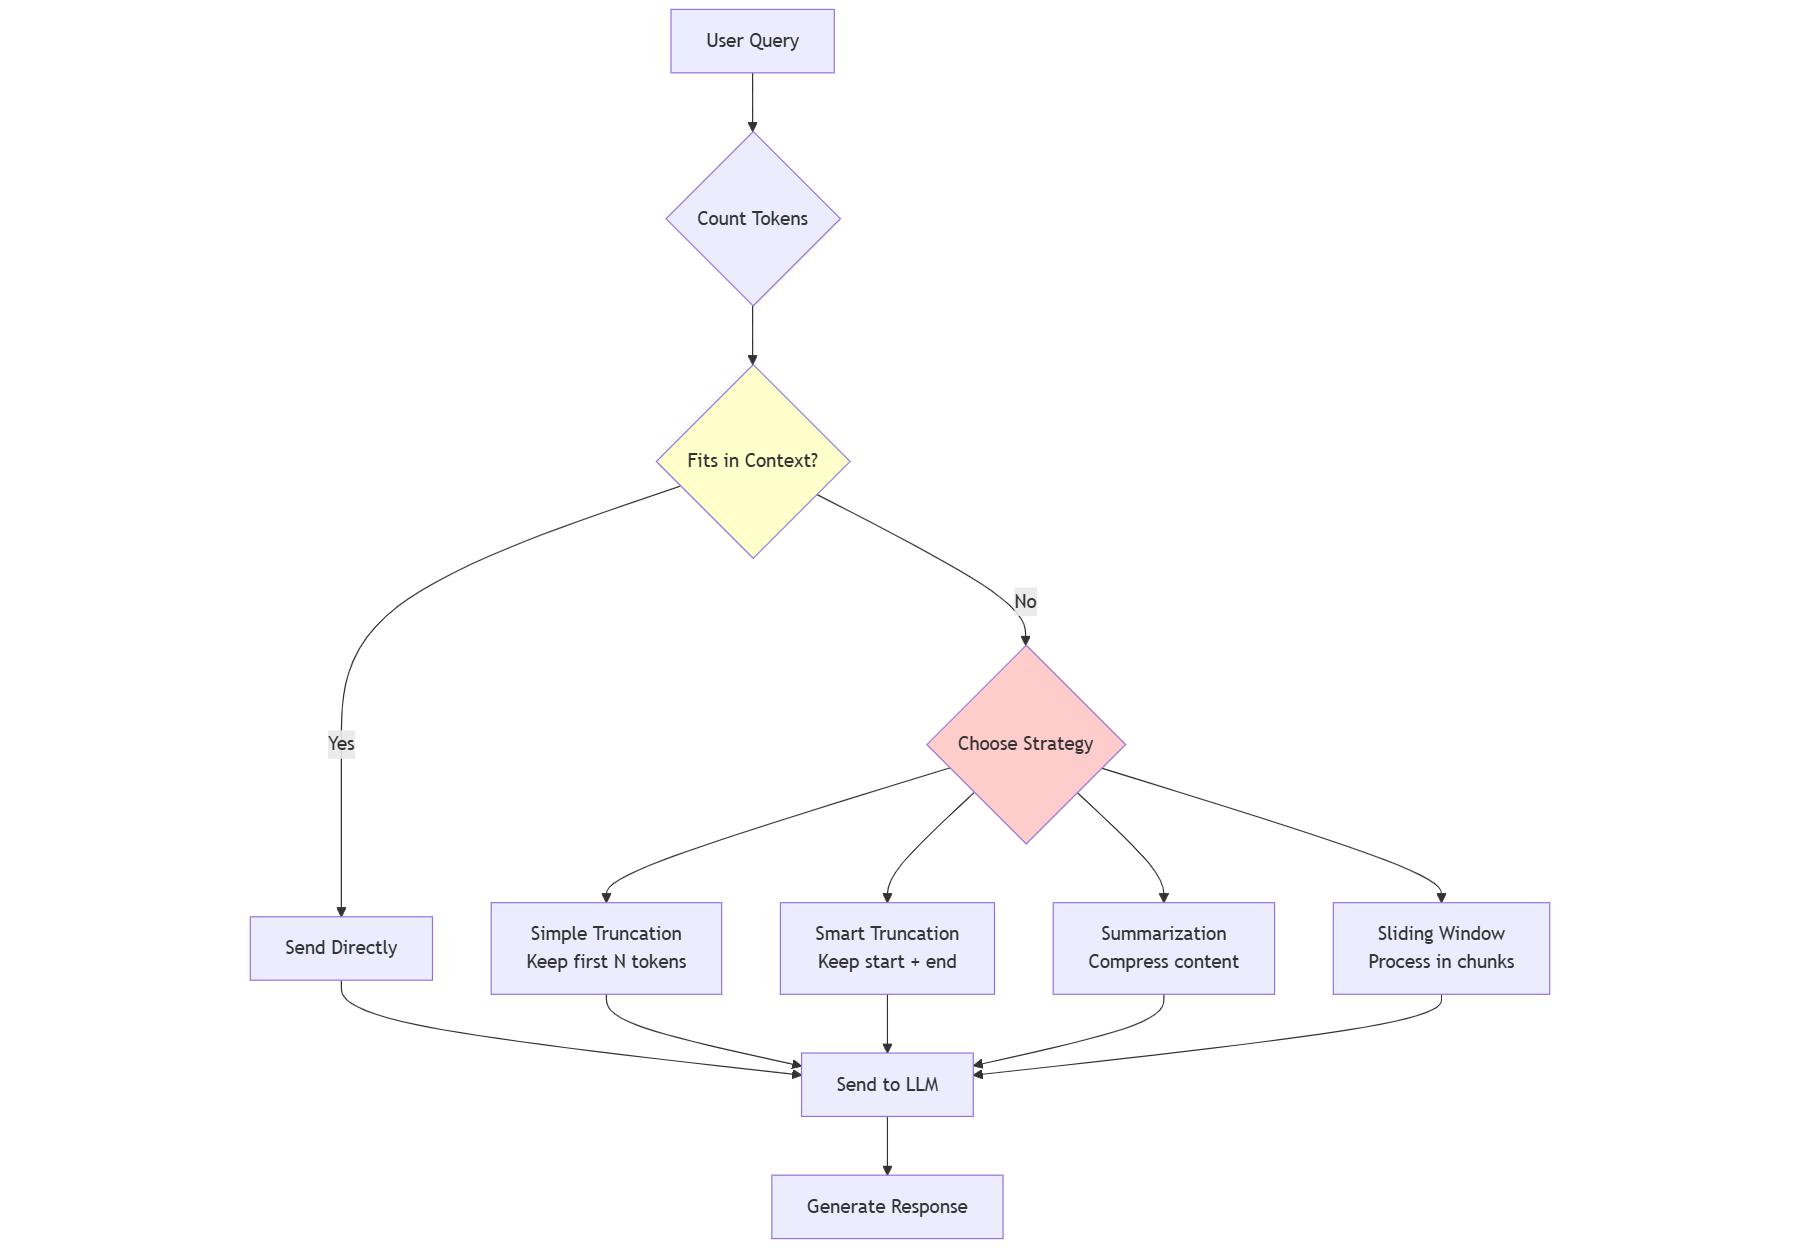 User Query
Count Tokens
Fits in Context?
No
Yes
Choose Strategy
Send Directly
Simple Truncation
Keep first N tokens
Smart Truncation
Keep start + end
Summarization
Compress content
Sliding Window
Process in chunks
Send to LLM
Generate Response